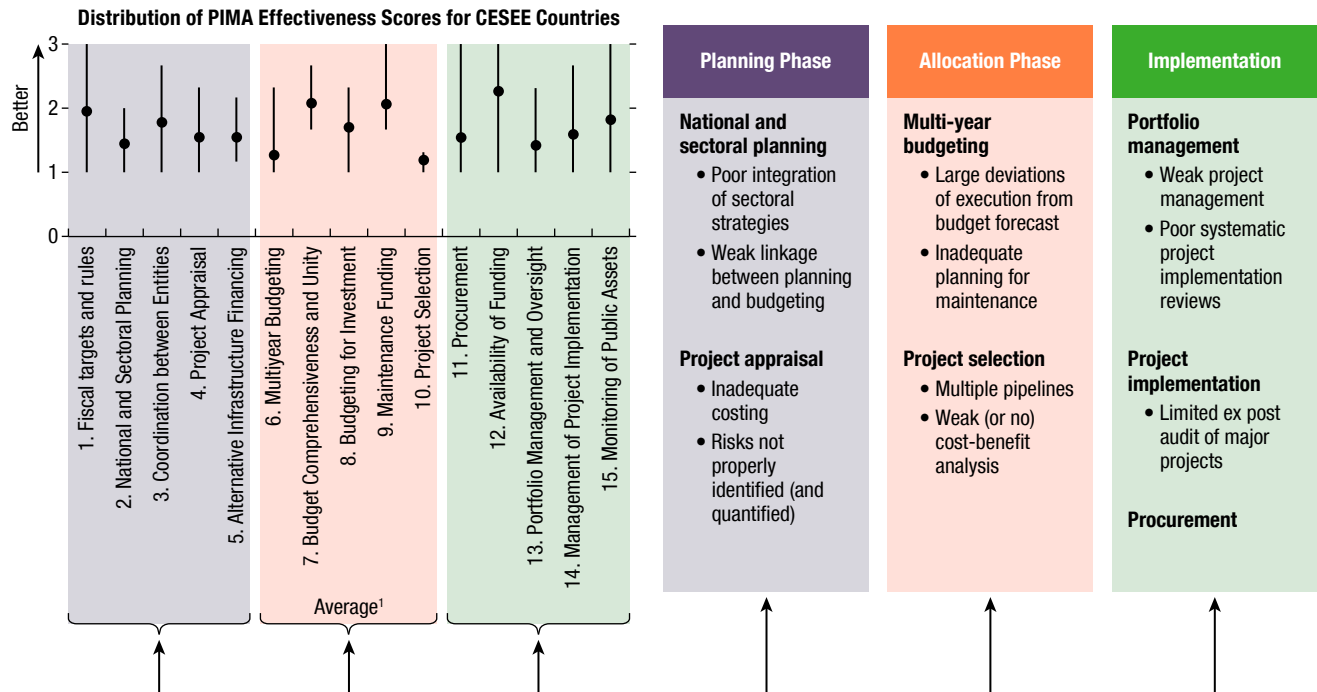 Distribution of PIMA Effectiveness Scores for CESEE Countries
Better
3
2
1
0
1. Fiscal targets and rules
2. National and Sectoral Planning
3. Coordination between Entities
4. Project Appraisal
5. Alternative Infrastructure Financing
6. Multiyear Budgeting
7. Budget Comprehensiveness and Unity
8. Budgeting for Investment
9. Maintenance Funding
10. Project Selection
11. Procurement
12. Availability of Funding
13. Portfolio Management and Oversight
14. Management of Project Implementation
15. Monitoring of Public Assets
Average¹
Planning Phase
National and
sectoral planning
• Poor integration
of sectoral
strategies
• Weak linkage
between planning
and budgeting
Project appraisal
• Inadequate
costing
• Risks not
properly
identified (and
quantified)
Allocation Phase
Multi-year
budgeting
• Large deviations
of execution from
budget forecast
• Inadequate
planning for
maintenance
Project selection
• Multiple pipelines
• Weak (or no)
cost-benefit
analysis
Implementation
Portfolio
management
• Weak project
management
• Poor systematic
project
implementation
reviews
Project
implementation
• Limited ex post
audit of major
projects
Procurement